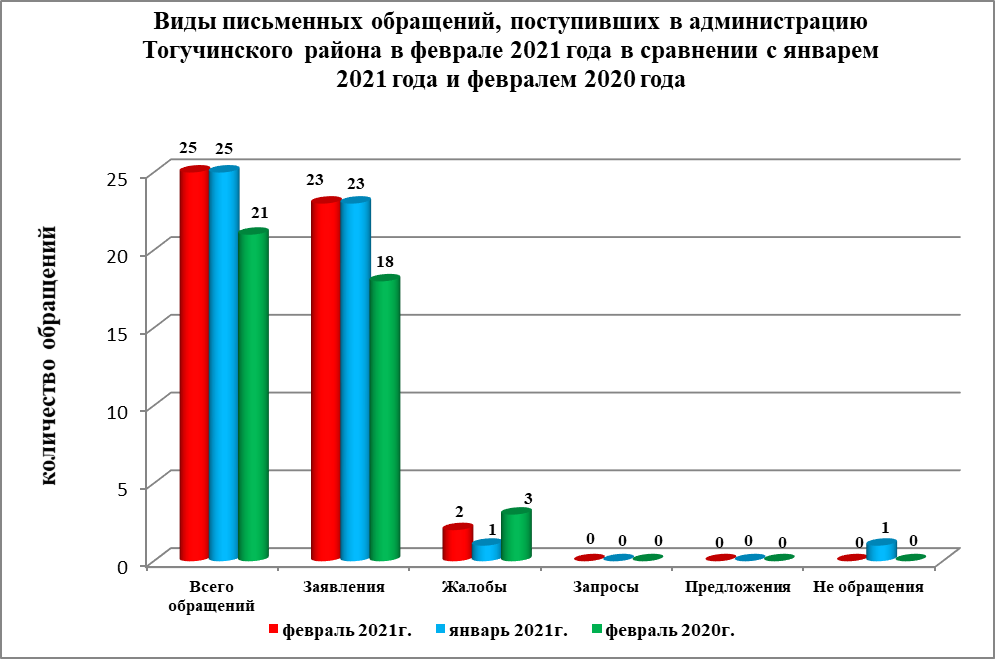 Виды письменных обращений, поступивших в администрацию
Тогучинского района в феврале 2021 года в сравнении с январем
2021 года и февралем 2020 года
количество обращений
25
20
15
10
5
0
25 25 21
23 23 18
2 1 3
0 0 0
0 0 0
0 1 0
Всего
обращений
Заявления
Жалобы
Запросы
Предложения
Не обращения
февраль 2021г.
январь 2021г.
февраль 2020г.